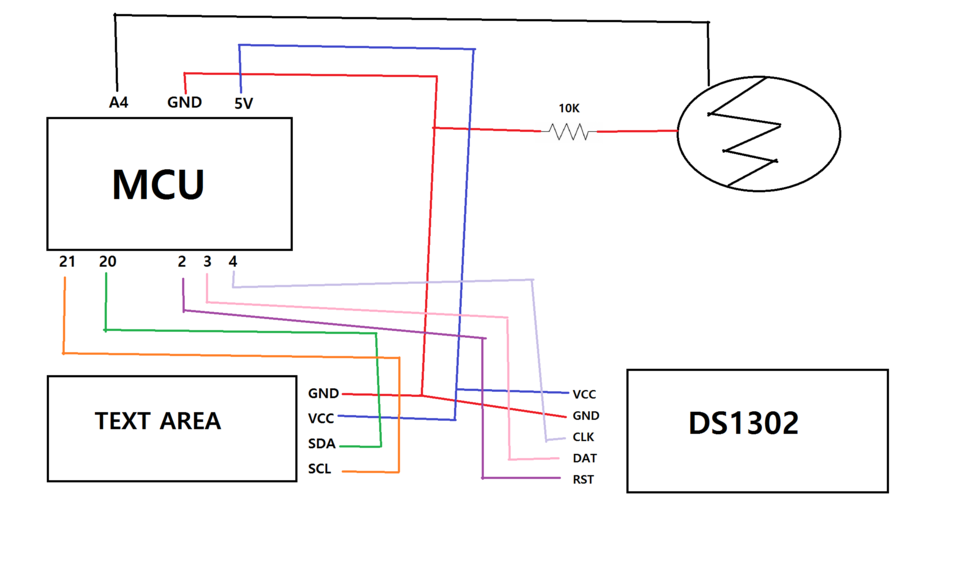 10K
A4 GND 5V
MCU
21 20 2 3 4
TEXT AREA
GND
VCC
SDA
SCL
VCC
GND
CLK
DAT
RST
DS1302